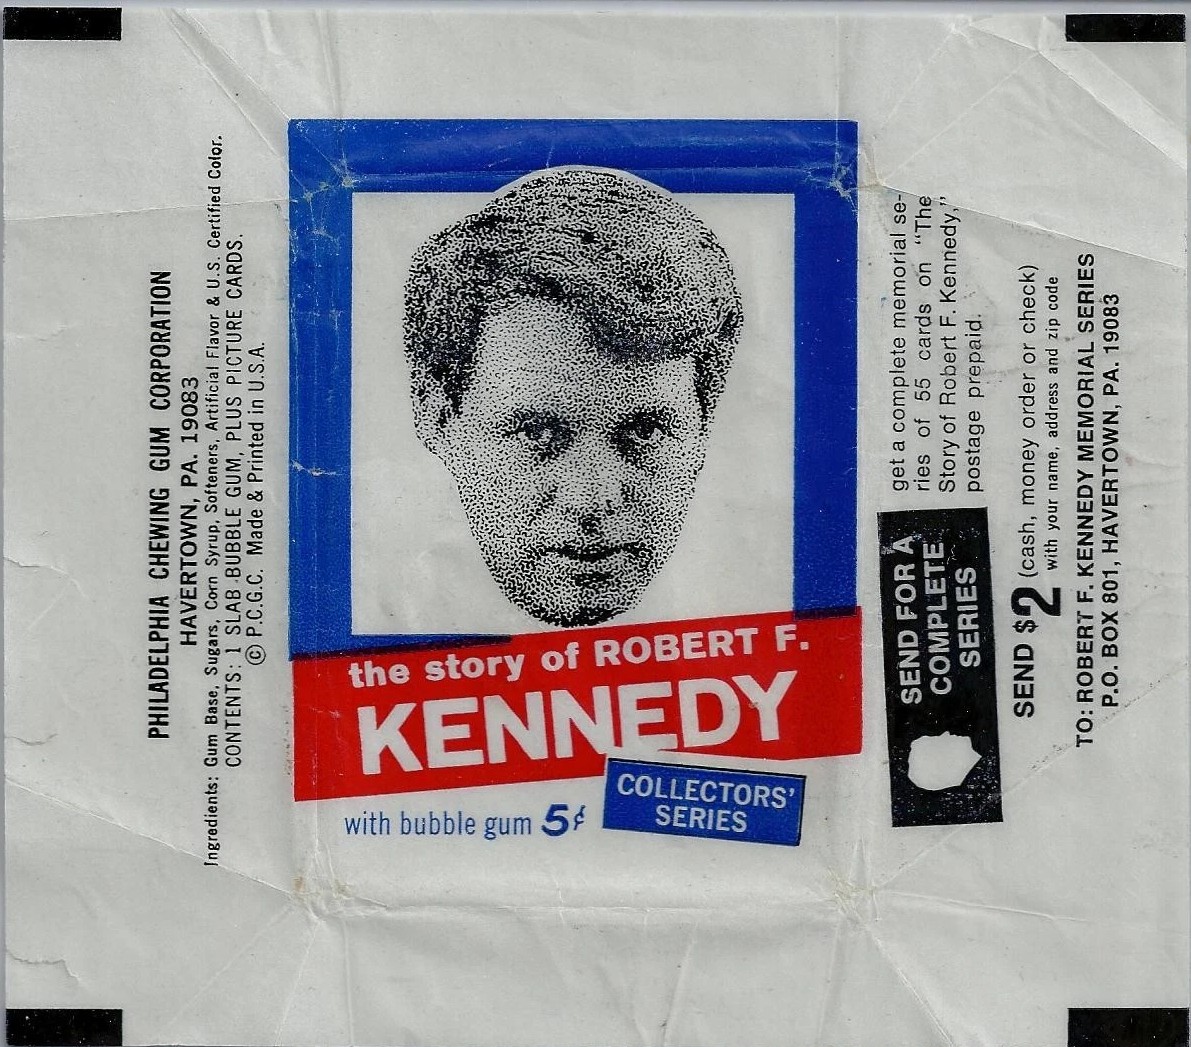 PHILADELPHIA CHEWING GUM CORPORATION
HAVERTOWN, PA. 19083
Ingredients: Gum Base, Sugars, Corn Syrup, Softeners, Artificial Flavor & U.S. Certified Color.
CONTENTS: 1 SLAB BUBBLE GUM, PLUS PICTURE CARDS.
© P.C.G.C. Made & Printed in U.S.A.
the story of ROBERT F.
KENNEDY
with bubble gum 5¢
COLLECTORS'
SERIES
SEND FOR A
COMPLETE
SERIES
get a complete memorial se-
ries of 55 cards on "The
Story of Robert F. Kennedy,"
postage prepaid.
SEND $2 (cash, money order or check)
with your name, address and zip code
TO: ROBERT F. KENNEDY MEMORIAL SERIES
P.O. BOX 801, HAVERTOWN, PA. 19083